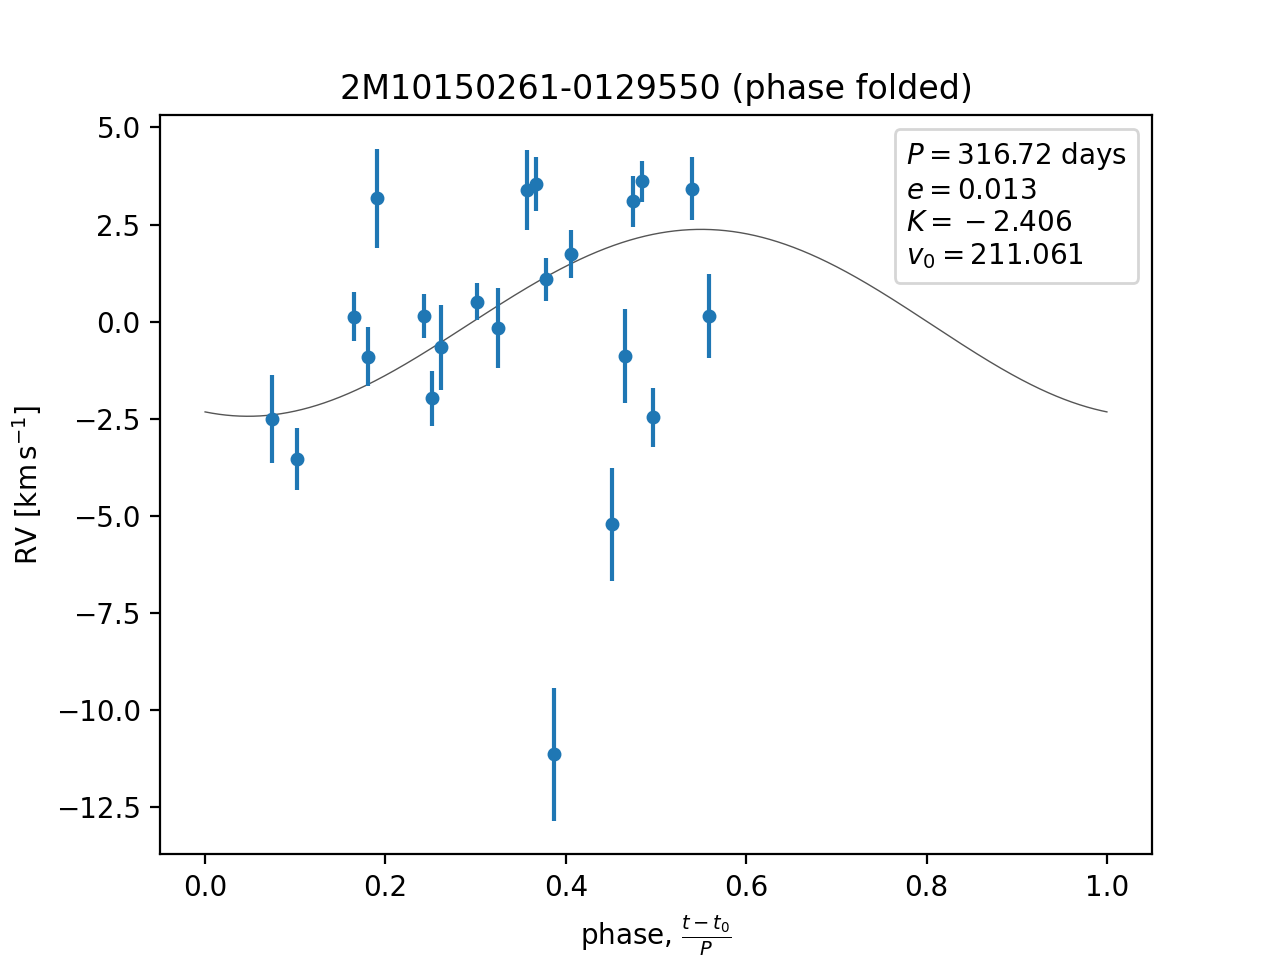 2M10150261-0129550 (phase folded)
P = 316.72 days
e = 0.013
K = −2.406
v₀ = 211.061
5.0
2.5
0.0
−2.5
−5.0
−7.5
−10.0
−12.5
RV [km s⁻¹]
0.0 0.2 0.4 0.6 0.8 1.0
phase, (t − t₀)/P